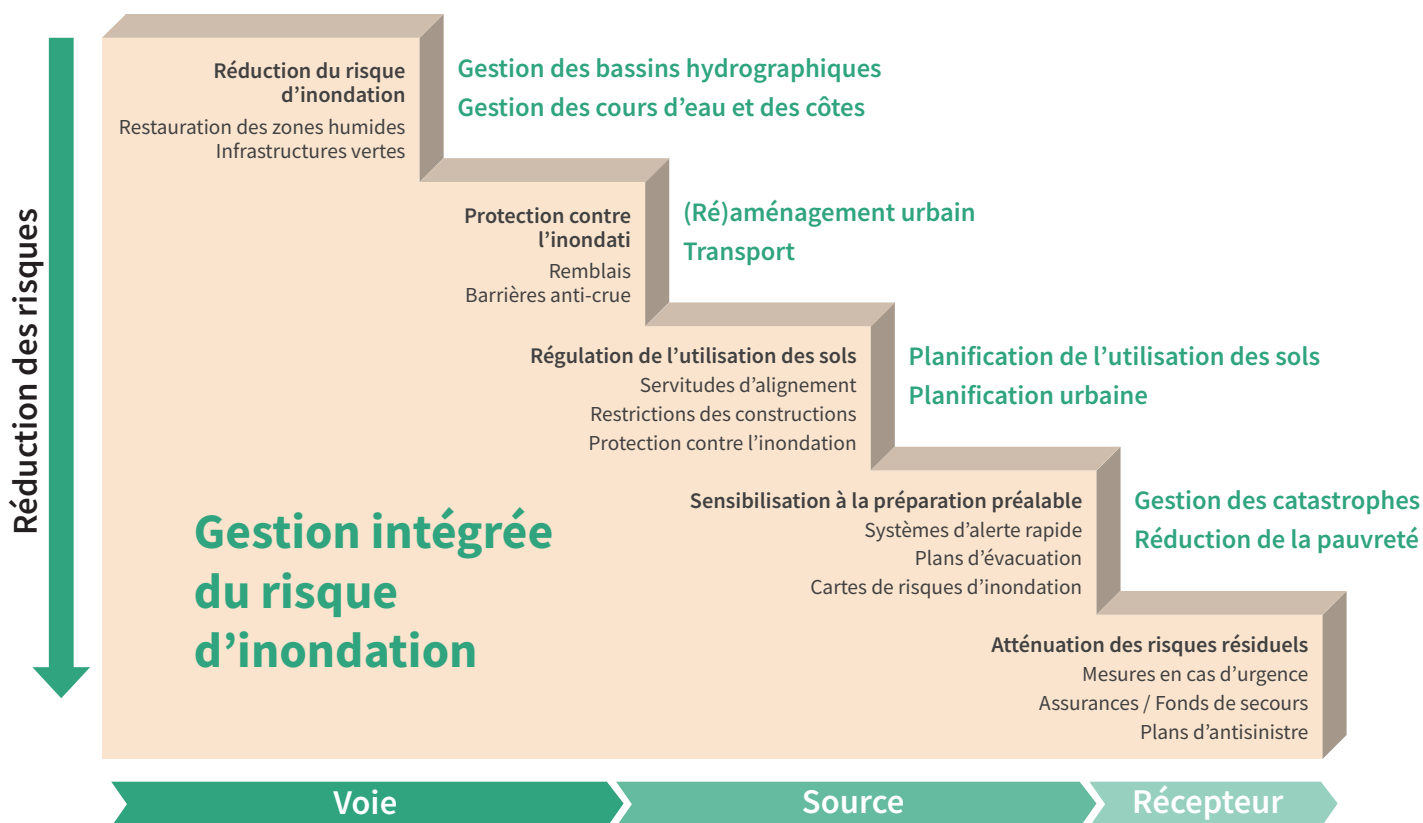 Réduction des risques
Réduction du risque
d’inondation
Restauration des zones humides
Infrastructures vertes
Gestion des bassins hydrographiques
Gestion des cours d’eau et des côtes
Protection contre
l’inondati
Remblais
Barrières anti-crue
(Ré)aménagement urbain
Transport
Régulation de l’utilisation des sols
Servitudes d’alignement
Restrictions des constructions
Protection contre l’inondation
Planification de l’utilisation des sols
Planification urbaine
Sensibilisation à la préparation préalable
Systèmes d’alerte rapide
Plans d’évacuation
Cartes de risques d’inondation
Gestion des catastrophes
Réduction de la pauvreté
Gestion intégrée
du risque
d’inondation
Atténuation des risques résiduels
Mesures en cas d’urgence
Assurances / Fonds de secours
Plans d’antisinistre
Voie
Source
Récepteur